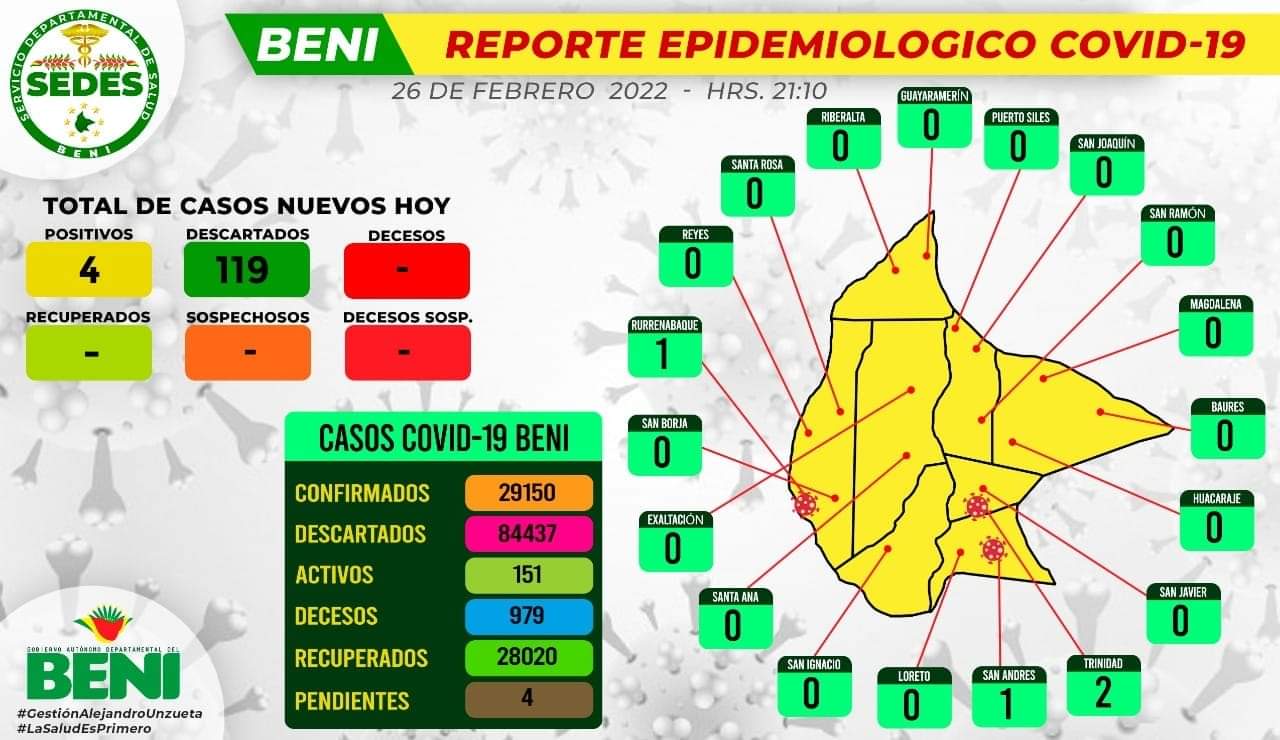 SERVICIO DEPARTAMENTAL DE SALUD
SEDES
BENI
BENI
REPORTE EPIDEMIOLOGICO COVID-19
26 DE FEBRERO 2022 - HRS. 21:10
TOTAL DE CASOS NUEVOS HOY
POSITIVOS DESCARTADOS DECESOS
4 119 -
RECUPERADOS SOSPECHOSOS DECESOS SOSP.
- - -
CASOS COVID-19 BENI
CONFIRMADOS 29150
DESCARTADOS 84437
ACTIVOS 151
DECESOS 979
RECUPERADOS 28020
PENDIENTES 4
GUAYARAMERÍN
0
RIBERALTA
0
PUERTO SILES
0
SAN JOAQUÍN
0
SANTA ROSA
0
SAN RAMÓN
0
REYES
0
MAGDALENA
0
RURRENABAQUE
1
BAURES
0
SAN BORJA
0
HUACARAJE
0
EXALTACIÓN
0
SAN JAVIER
0
SANTA ANA
0
SAN IGNACIO
0
LORETO
0
SAN ANDRES
1
TRINIDAD
2
GOBIERNO AUTÓNOMO DEPARTAMENTAL DEL
BENI
#GestiónAlejandroUnzueta
#LaSaludEsPrimero